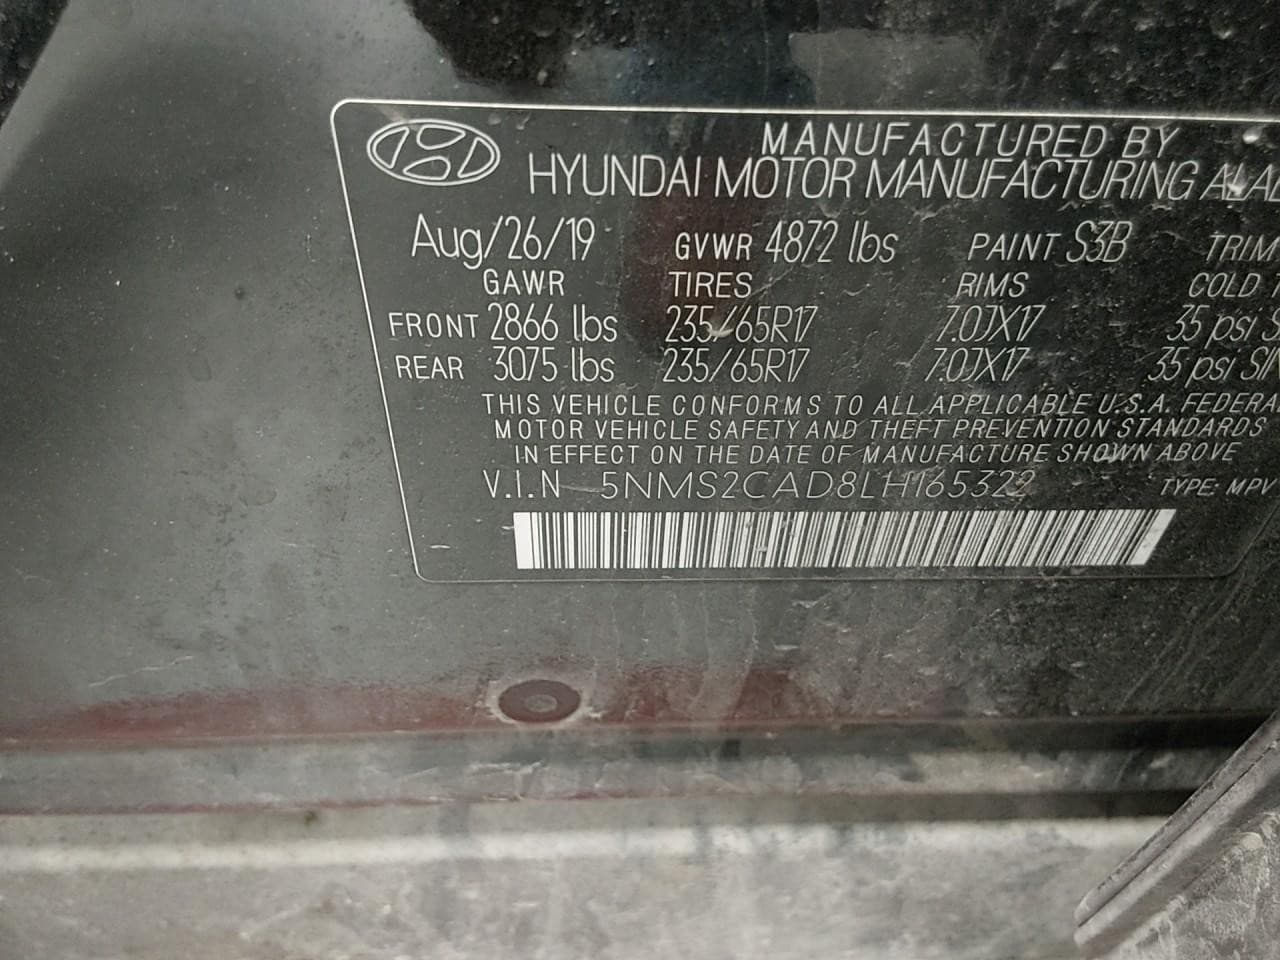 MANUFACTURED BY
HYUNDAI MOTOR MANUFACTURING
Aug/26/19 GVWR 4872 lbs PAINT S3B TRIM
GAWR TIRES RIMS COLD
FRONT 2866 lbs 235/65R17 7.0JX17 35 psi
REAR 3075 lbs 235/65R17 7.0JX17 35 psi
THIS VEHICLE CONFORMS TO ALL APPLICABLE U.S.A. FEDERA
MOTOR VEHICLE SAFETY AND THEFT PREVENTION STANDARDS
IN EFFECT ON THE DATE OF MANUFACTURE SHOWN ABOVE
V.I.N 5NMS2CAD8LH165322 TYPE: MPV